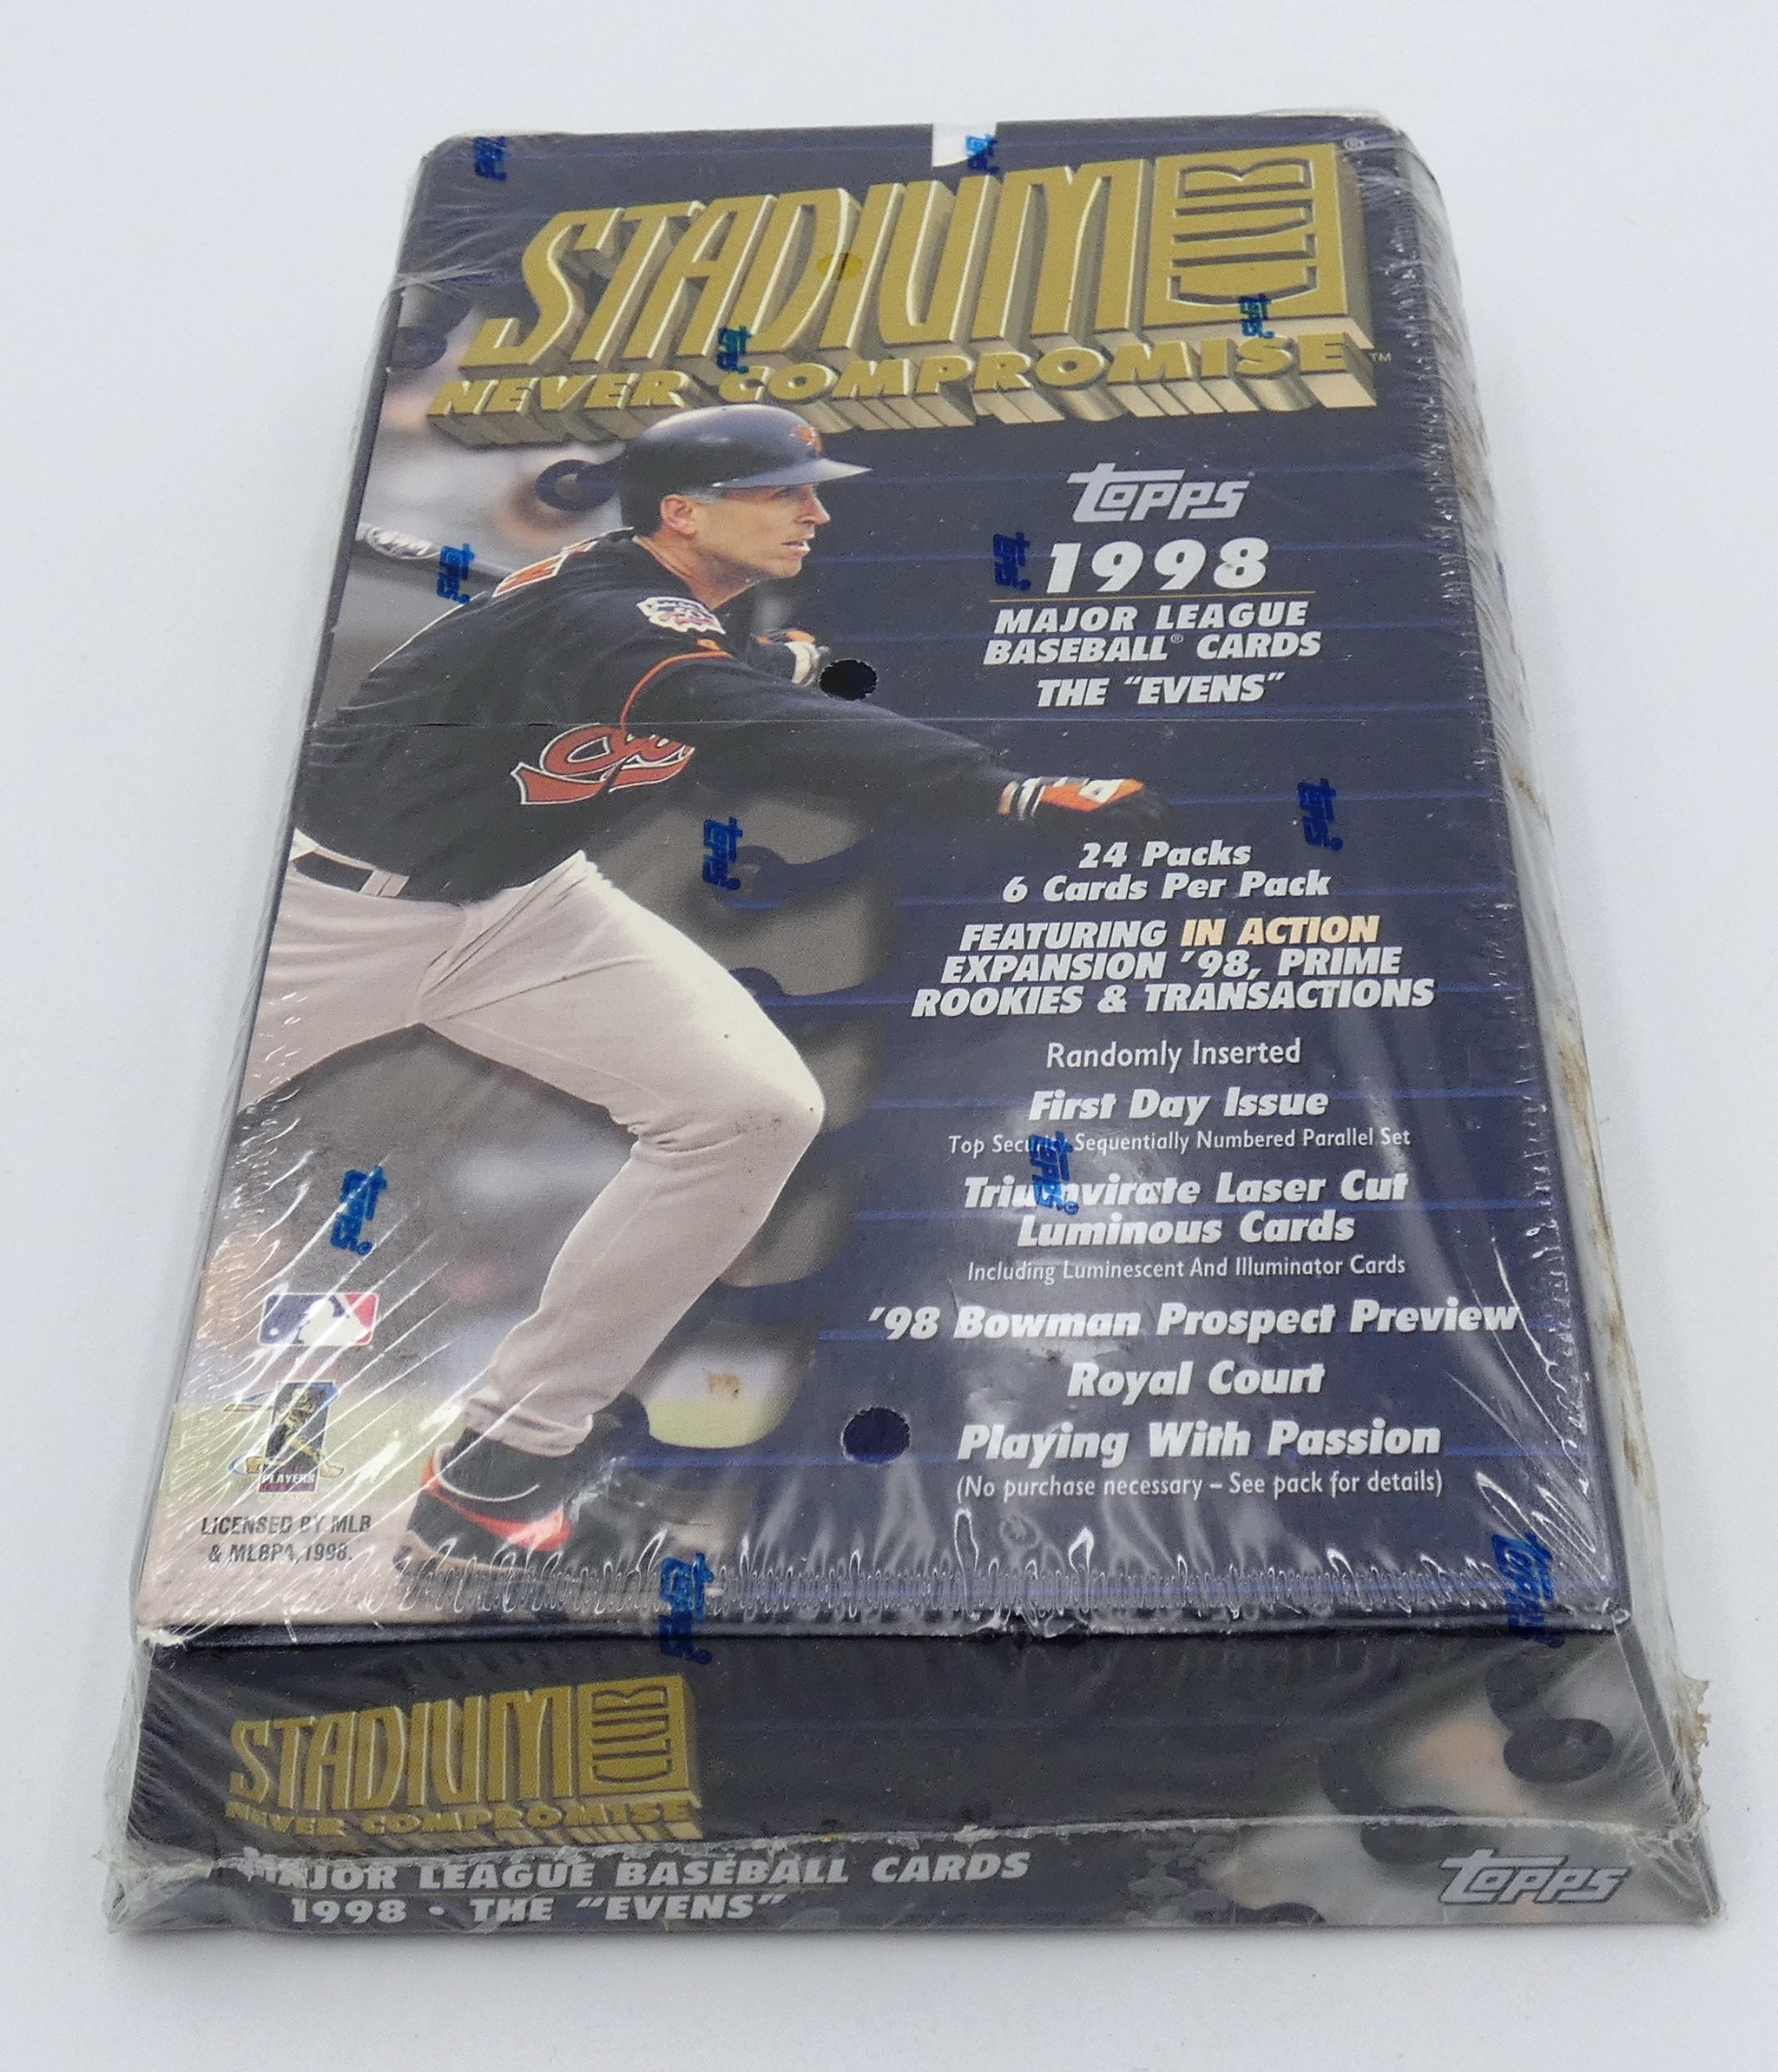 STADIUM CLUB®
NEVER COMPROMISE™
TOPPS
1998
MAJOR LEAGUE
BASEBALL® CARDS
THE "EVENS"
24 Packs
6 Cards Per Pack
FEATURING IN ACTION
EXPANSION '98, PRIME
ROOKIES & TRANSACTIONS
Randomly Inserted
First Day Issue
Top Security Sequentially Numbered Parallel Set
Triumvirate Laser Cut
Luminous Cards
Including Luminescent And Illuminator Cards
'98 Bowman Prospect Preview
Royal Court
Playing With Passion
(No purchase necessary – See pack for details)
PLAYERS
LICENSED BY MLB
& MLBPA, 1998.
STADIUM CLUB
NEVER COMPROMISE
MAJOR LEAGUE BASEBALL CARDS
1998 • THE "EVENS"
TOPPS